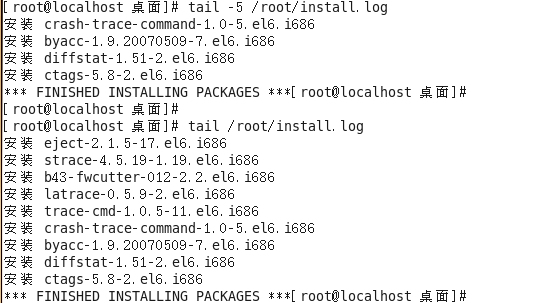 [root@localhost 桌面]# tail -5 /root/install.log
安装 crash-trace-command-1.0-5.el6.i686
安装 byacc-1.9.20070509-7.el6.i686
安装 diffstat-1.51-2.el6.i686
安装 ctags-5.8-2.el6.i686
*** FINISHED INSTALLING PACKAGES ***[root@localhost 桌面]#
[root@localhost 桌面]#
[root@localhost 桌面]# tail /root/install.log
安装 eject-2.1.5-17.el6.i686
安装 strace-4.5.19-1.19.el6.i686
安装 b43-fwcutter-012-2.2.el6.i686
安装 latrace-0.5.9-2.el6.i686
安装 trace-cmd-1.0.5-11.el6.i686
安装 crash-trace-command-1.0-5.el6.i686
安装 byacc-1.9.20070509-7.el6.i686
安装 diffstat-1.51-2.el6.i686
安装 ctags-5.8-2.el6.i686
*** FINISHED INSTALLING PACKAGES ***[root@localhost 桌面]#